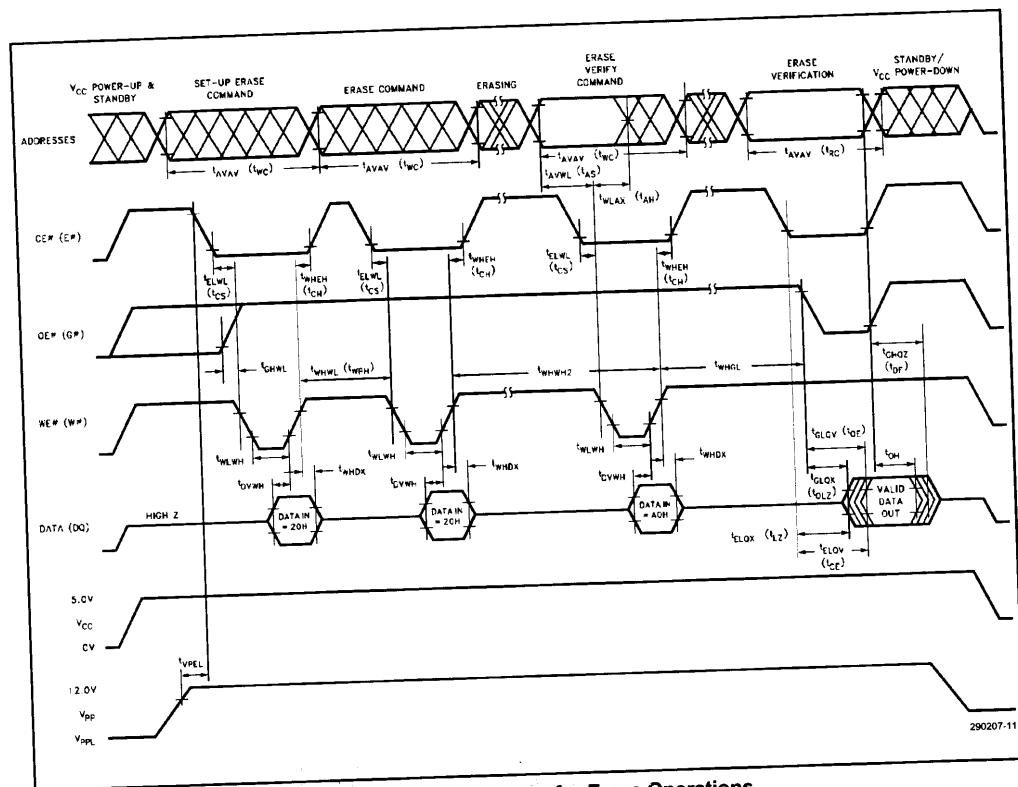 VCC POWER-UP &
STANDBY
SET-UP ERASE
COMMAND
ERASE COMMAND
ERASING
ERASE
VERIFY
COMMAND
ERASE
VERIFICATION
STANDBY/
VCC POWER-DOWN
ADDRESSES
tAVAV (tWC)
tAVAV (tWC)
tAVAV (tWC)
tAVAV (tRC)
tAVWL (tAS)
tWLAX (tAH)
CE# (E#)
tELWL
(tCS)
tWHEH
(tCH)
tELWL
(tCS)
tWHEH
(tCH)
tELWL
(tCS)
tWHEH
(tCH)
OE# (G#)
tGHWL
tWHWL (tWPH)
tWHWH2
tWHGL
tGHQZ
(tDF)
WE# (W#)
tWLWH
tWHDX
tWLWH
tWHDX
tWLWH
tWHDX
tGLQV (tOE)
tOH
tGLQX
(tOLZ)
tDVWH
tDVWH
tDVWH
DATA (DQ)
HIGH Z
DATA IN
= 20H
DATA IN
= 20H
DATA IN
= A0H
VALID
DATA
OUT
tELQX (tLZ)
tELQV
(tCE)
5.0V
VCC
0V
tVPEL
12.0V
VPP
VPPL
290207-11
for Erase Operations